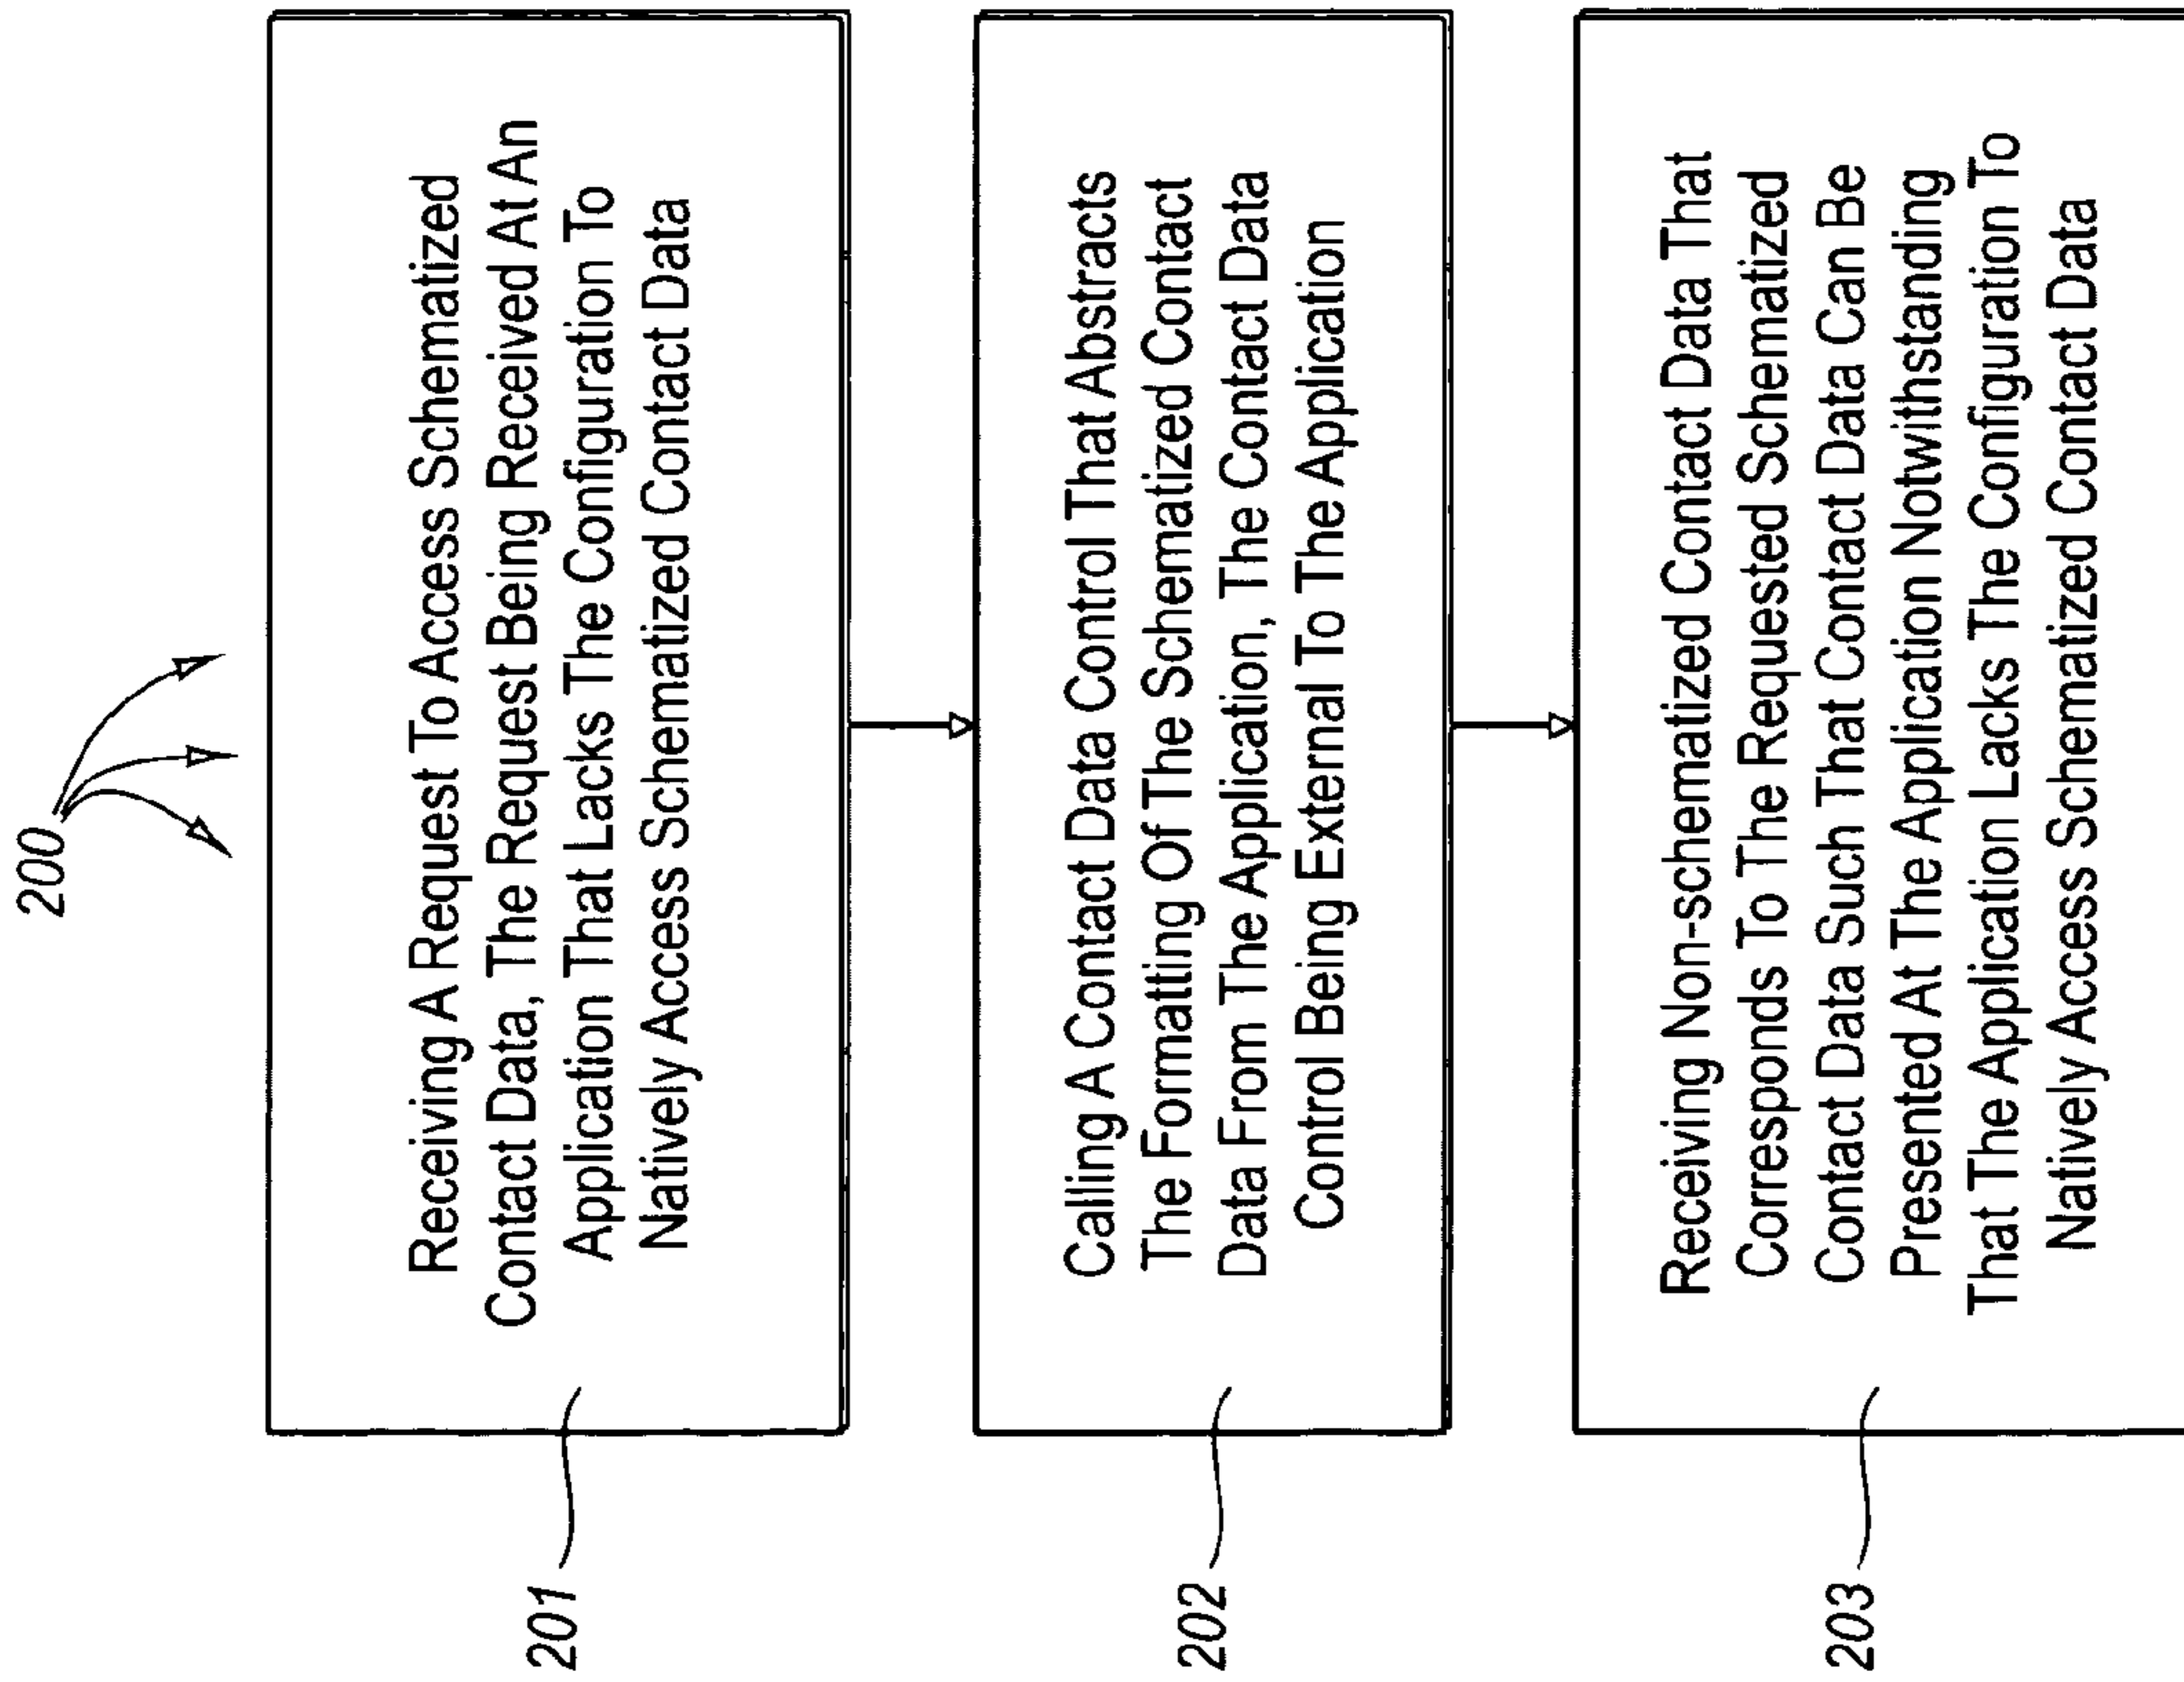 200
201
Receiving A Request To Access Schematized
Contact Data, The Request Being Received At An
Application That Lacks The Configuration To
Natively Access Schematized Contact Data
202
Calling A Contact Data Control That Abstracts
The Formatting Of The Schematized Contact
Data From The Application, The Contact Data
Control Being External To The Application
203
Receiving Non-schematized Contact Data That
Corresponds To The Requested Schematized
Contact Data Such That Contact Data Can Be
Presented At The Application Notwithstanding
That The Application Lacks The Configuration To
Natively Access Schematized Contact Data